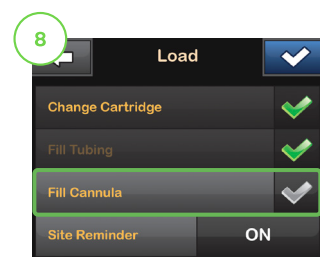 8
Load
Change Cartridge
Fill Tubing
Fill Cannula
Site Reminder ON